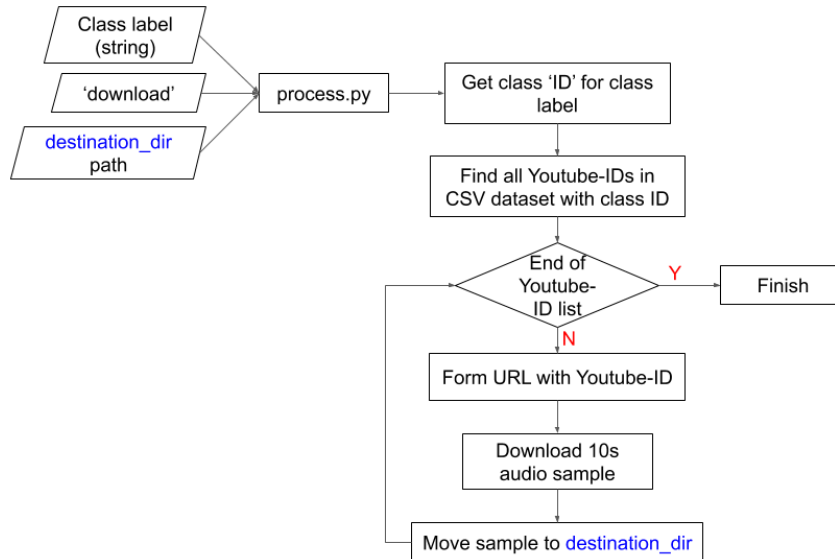 Class label
(string)
‘download’
destination_dir
path
process.py
Get class ‘ID’ for class
label
Find all Youtube-IDs in
CSV dataset with class ID
End of
Youtube-
ID list
Y
Finish
N
Form URL with Youtube-ID
Download 10s
audio sample
Move sample to destination_dir